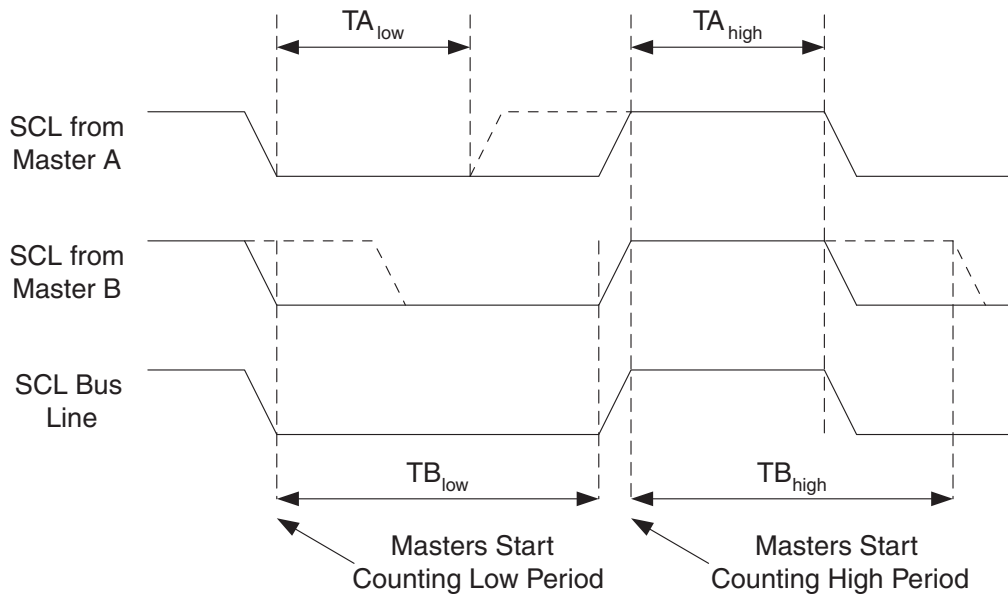 TA low
TA high
SCL from
Master A
SCL from
Master B
SCL Bus
Line
TB low
TB high
Masters Start
Counting Low Period
Masters Start
Counting High Period